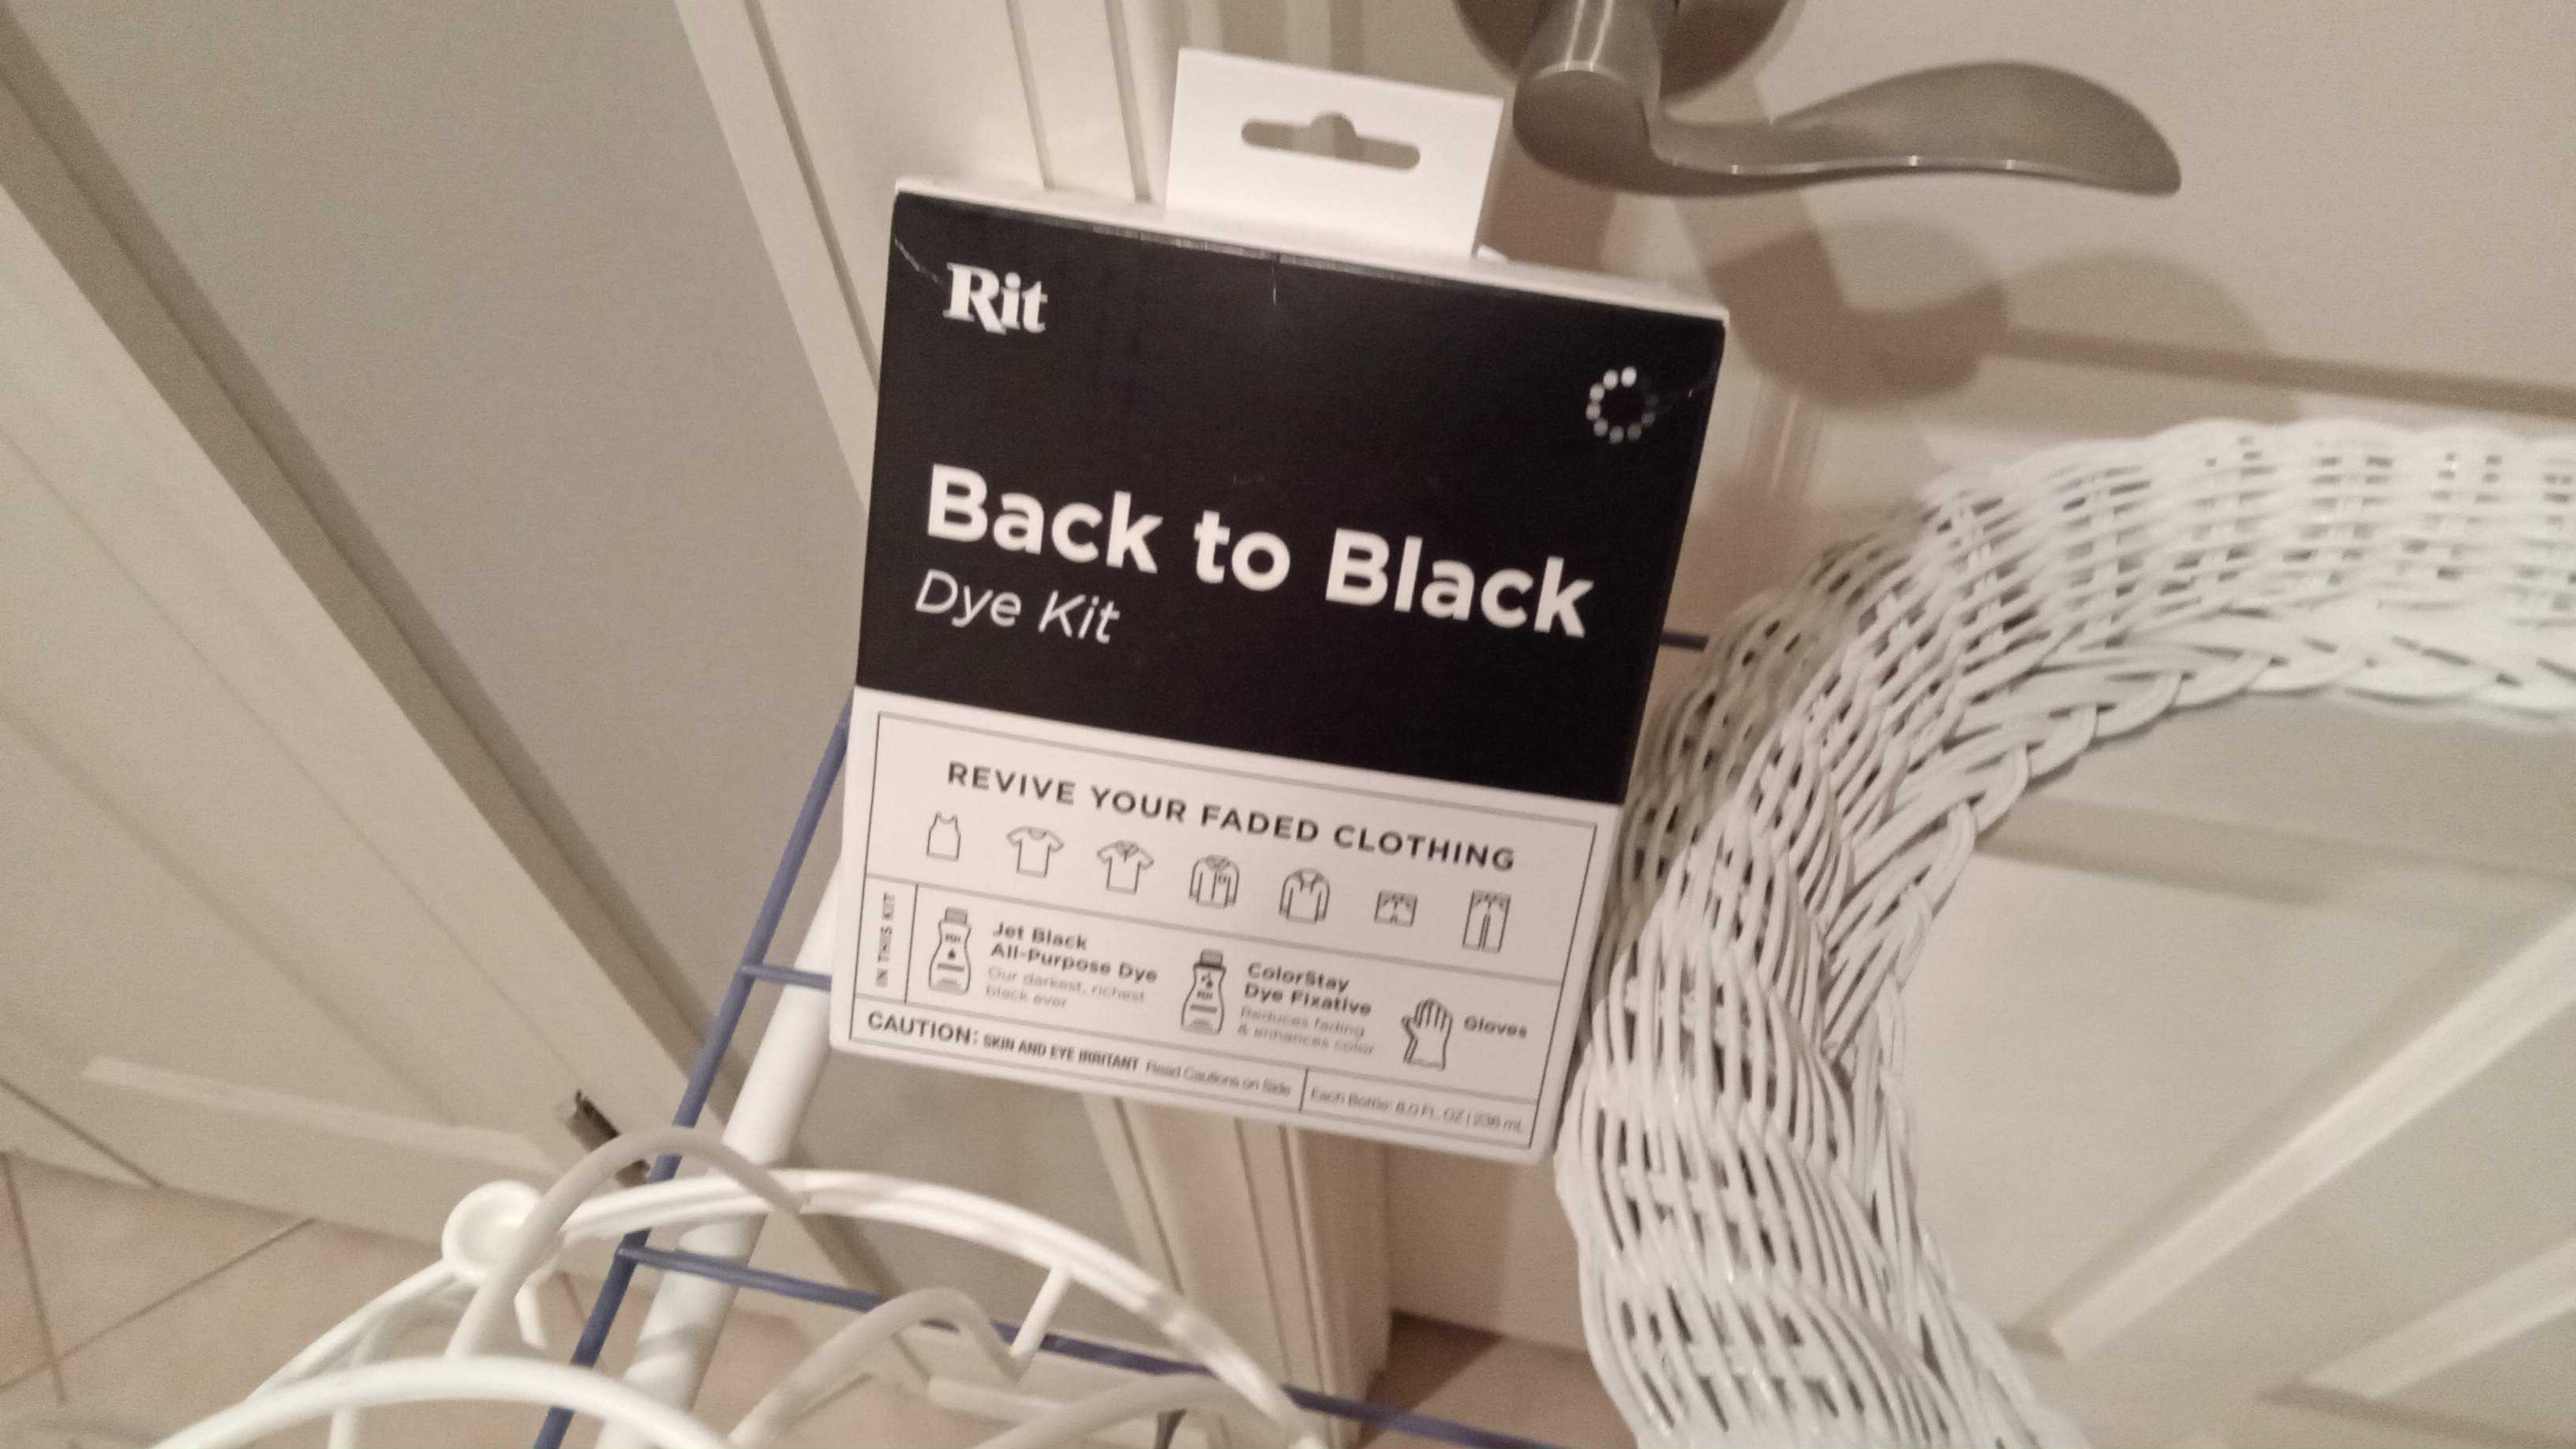 Rit
Back to Black
Dye Kit
REVIVE YOUR FADED CLOTHING
IN THIS KIT
Jet Black
All-Purpose Dye
Our darkest, richest
black ever
ColorStay
Dye Fixative
Reduces fading
& enhances color
Gloves
CAUTION: SKIN AND EYE IRRITANT Read Cautions on Side
Each Bottle: 8.0 FL. OZ | 236 mL